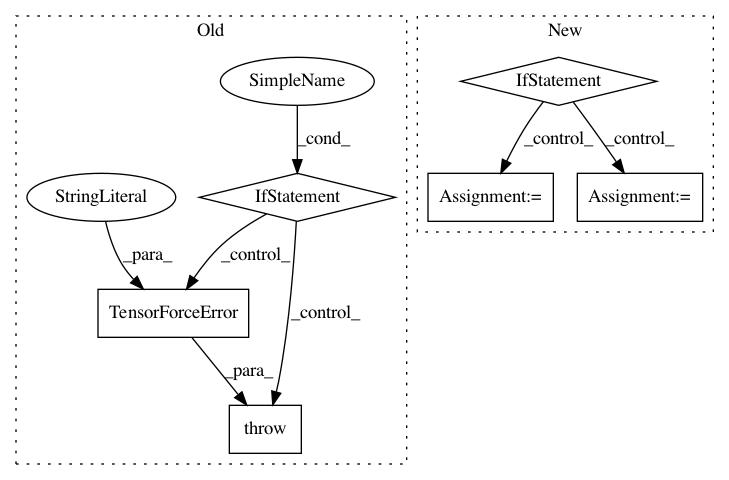 Old
New
SimpleName
IfStatement
_cond_
_control_
_control_
StringLiteral
IfStatement
Assignment:=
Assignment:=
_para_
_control_
TensorForceError
_control_
_para_
throw